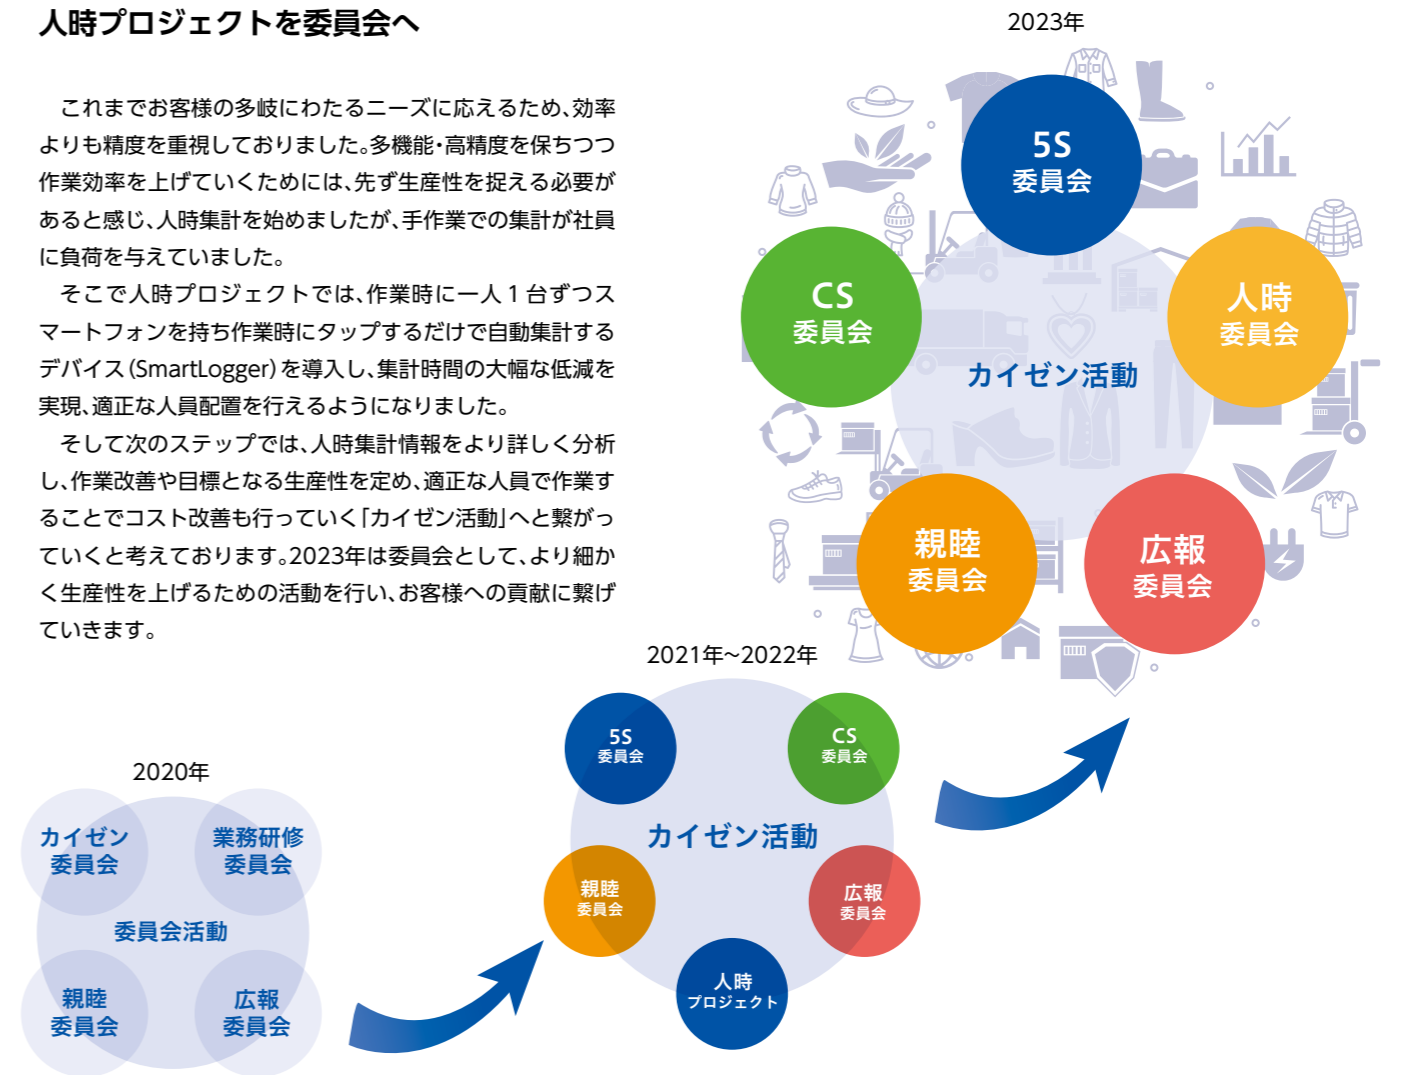 人時プロジェクトを委員会へ
これまでお客様の多岐にわたるニーズに応えるため、効率
よりも精度を重視しておりました。多機能・高精度を保ちつつ
作業効率を上げていくためには、先ず生産性を捉える必要が
あると感じ、人時集計を始めましたが、手作業での集計が社員
に負荷を与えていました。
そこで人時プロジェクトでは、作業時に一人１台ずつス
マートフォンを持ち作業時にタップするだけで自動集計する
デバイス（SmartLogger）を導入し、集計時間の大幅な低減を
実現、適正な人員配置を行えるようになりました。
そして次のステップでは、人時集計情報をより詳しく分析
し、作業改善や目標となる生産性を定め、適正な人員で作業す
ることでコスト改善も行っていく「カイゼン活動」へと繋がっ
ていくと考えております。2023年は委員会として、より細か
く生産性を上げるための活動を行い、お客様への貢献に繋げ
ていきます。
2023年
5S
委員会
CS
委員会
人時
委員会
カイゼン活動
親睦
委員会
広報
委員会
2021年~2022年
5S
委員会
CS
委員会
カイゼン活動
親睦
委員会
広報
委員会
人時
プロジェクト
2020年
カイゼン
委員会
業務研修
委員会
委員会活動
親睦
委員会
広報
委員会